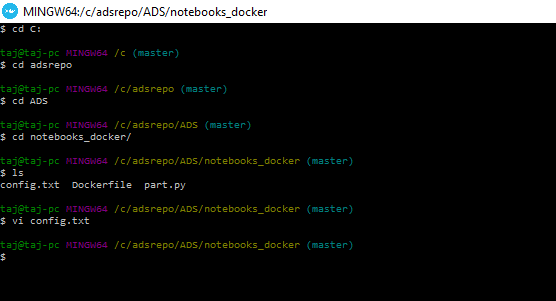 MINGW64:/c/adsrepo/ADS/notebooks_docker
$ cd C:
taj@taj-pc MINGW64 /c (master)
$ cd adsrepo
taj@taj-pc MINGW64 /c/adsrepo (master)
$ cd ADS
taj@taj-pc MINGW64 /c/adsrepo/ADS (master)
$ cd notebooks_docker/
taj@taj-pc MINGW64 /c/adsrepo/ADS/notebooks_docker (master)
$ ls
config.txt  Dockerfile  part.py
taj@taj-pc MINGW64 /c/adsrepo/ADS/notebooks_docker (master)
$ vi config.txt
taj@taj-pc MINGW64 /c/adsrepo/ADS/notebooks_docker (master)
$